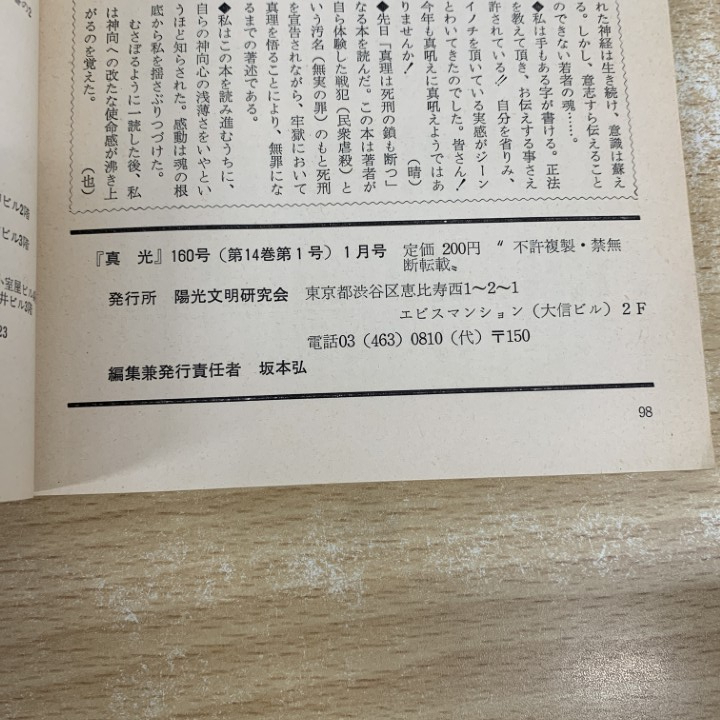 れた神経は生き続け、意識は蘇え
る。しかし、意志すら伝えること
のできない若者の魂……。
◆私は手もある字が書ける。正法
を教えて頂き、お伝えする事さえ
許されている!!　自分を省りみ、
イノチを頂いている実感がジーン
とわいてきたのでした。皆さん！
今年も真吼えに真吼えようではあ
りませんか！　（晴）
◆先日「真理は死刑の鎖も断つ」
なる本を読んだ。この本は著者が
自ら体験した戦犯（民衆虐殺）と
いう汚名（無実の罪）のもと死刑
を宣告されながら、牢獄において
真理を悟ることにより、無罪にな
るまでの著述である。
◆私はこの本を読み進むうちに、
自らの神向心の浅薄さをいやとい
うほど知らされた。感動は魂の根
底から私を揺さぶりつづけた。
むさぼるように一読した後、私
は神向への改たな使命感が沸き上
がるのを覚えた。　（也）
ビル2階
ビル3階
小室屋ビル
井ビル3階
23
『真　光』160号（第14巻第1号）1月号　定価 200円　〝 不許複製・禁無
断転載〟
発行所　陽光文明研究会　東京都渋谷区恵比寿西1～2～1
エビスマンション（大信ビル）2F
電話03（463）0810（代）〒150
編集兼発行責任者　坂本弘
98